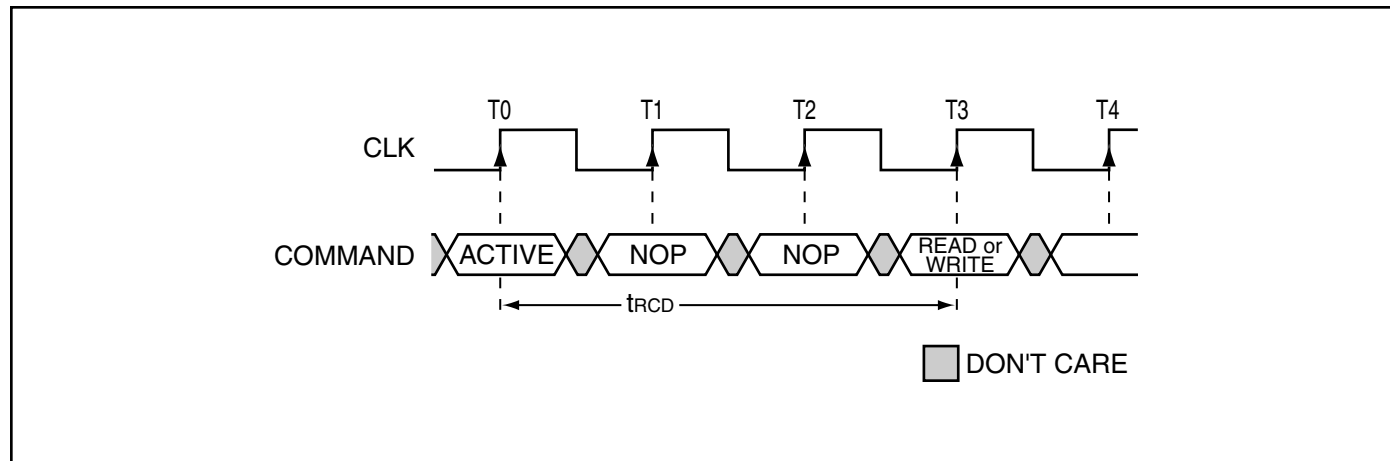 T0 T1 T2 T3 T4
CLK
COMMAND ACTIVE NOP NOP READ or
WRITE
tRCD
DON'T CARE